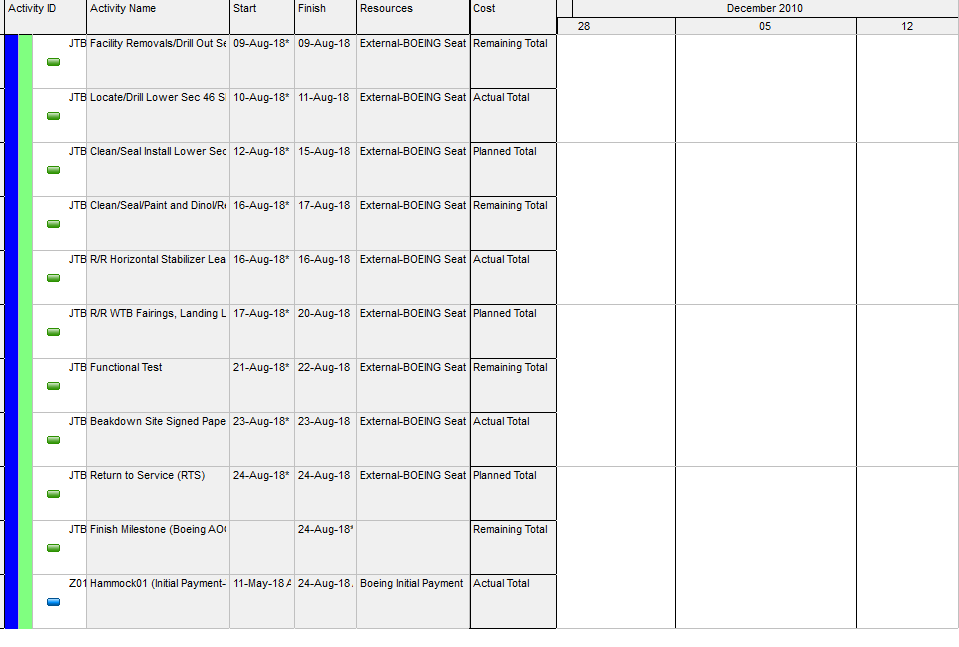 Activity ID Activity Name Start Finish Resources Cost December 2010
28 05 12
JTB Facility Removals/Drill Out 09-Aug-18* 09-Aug-18 External-BOEING Seat Remaining Total
JTB Locate/Drill Lower Sec 46 10-Aug-18* 11-Aug-18 External-BOEING Seat Actual Total
JTB Clean/Seal Install Lower Sec 12-Aug-18* 15-Aug-18 External-BOEING Seat Planned Total
JTB Clean/Seal/Paint and Dinol/R 16-Aug-18* 17-Aug-18 External-BOEING Seat Remaining Total
JTB R/R Horizontal Stabilizer Lea 16-Aug-18* 16-Aug-18 External-BOEING Seat Actual Total
JTB R/R WTB Fairings, Landing L 17-Aug-18* 20-Aug-18 External-BOEING Seat Planned Total
JTB Functional Test 21-Aug-18* 22-Aug-18 External-BOEING Seat Remaining Total
JTB Beakdown Site Signed Pape 23-Aug-18* 23-Aug-18 External-BOEING Seat Actual Total
JTB Return to Service (RTS) 24-Aug-18* 24-Aug-18 External-BOEING Seat Planned Total
JTB Finish Milestone (Boeing AO 24-Aug-18* Remaining Total
Z01 Hammock01 (Initial Payment- 11-May-18 A 24-Aug-18. Boeing Initial Payment Actual Total